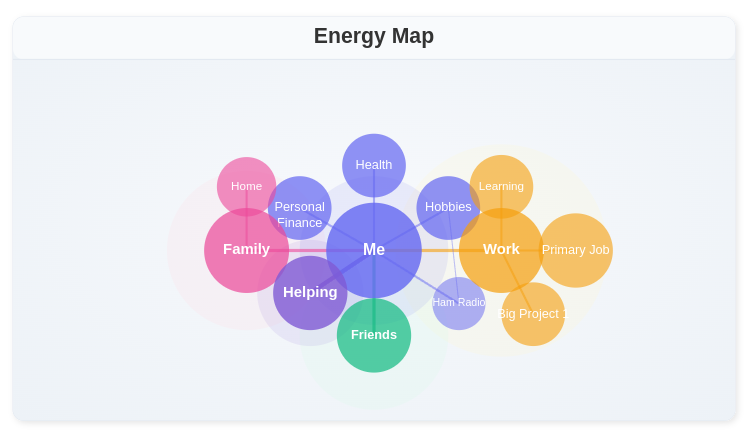 Energy Map
Health
Home
Learning
Personal
Finance
Hobbies
Family
Me
Work
Primary Job
Helping
Ham Radio
Big Project
Friends